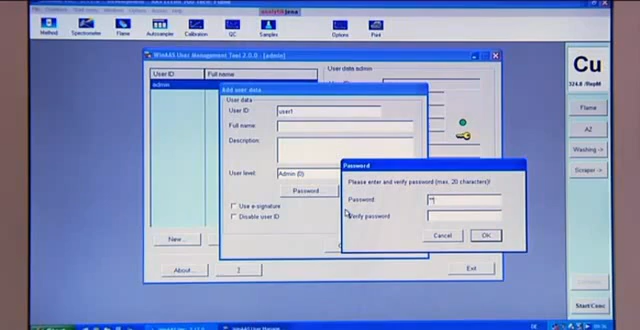 analytikjena
Method
Spectrometer
Flame
Autosampler
Calibration
QC
Samples
Options
Print
WinAAS User Management Tool 2.0.0 - [admin]
User ID
Full name
User data admin
admin
Add user data
User data
User ID:
user1
Full name:
Description:
User level:
Admin (0)
Password
Use e-signature
Disable user ID
Password
Please enter and verify password (max. 20 characters)!
Password:
**
Verify password
Cancel
OK
New...
About...
?
Exit
Cu
324.8
Flame
AZ
Washing ->
Scraper ->
Start/Conc
DE